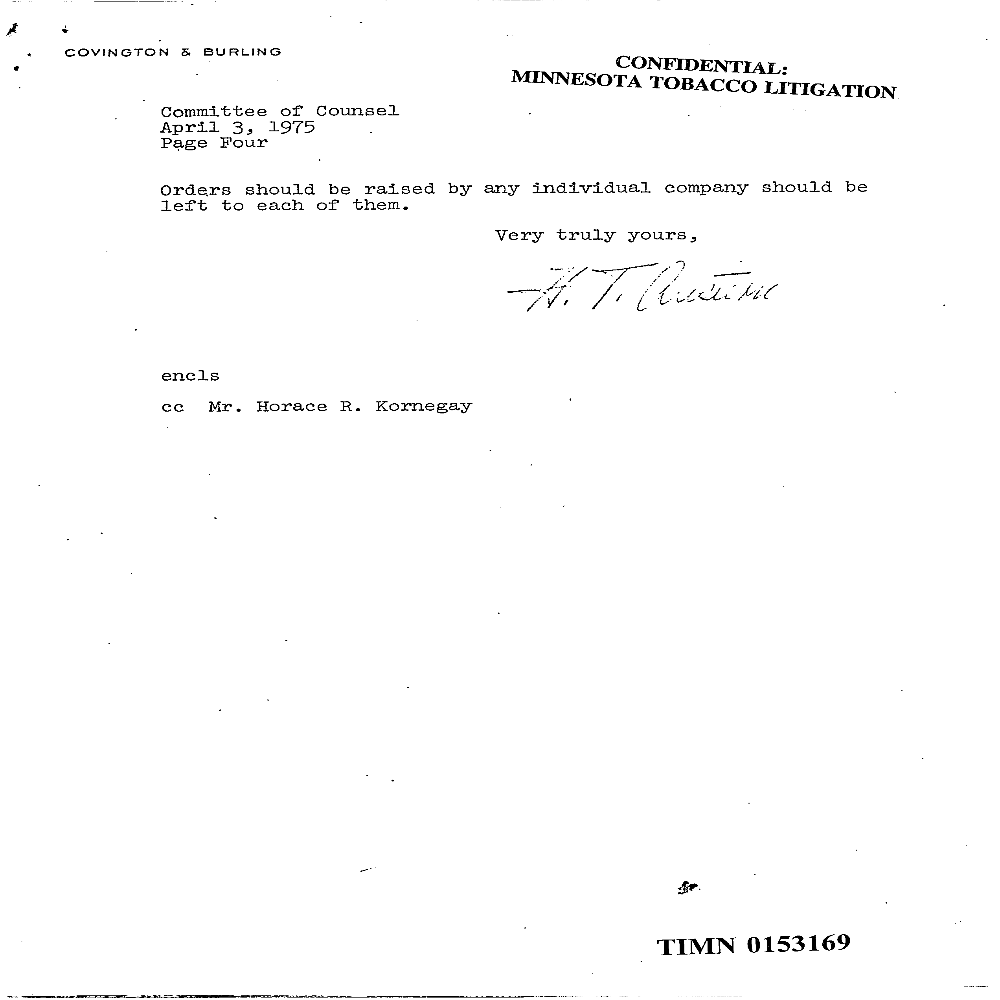 COVINGTON & BURLING
CONFIDENTIAL:
MINNESOTA TOBACCO LITIGATION
Committee of Counsel
April 3, 1975
Page Four
Orders should be raised by any individual company should be
left to each of them.
Very truly yours,
H. T. Austern
encls
cc Mr. Horace R. Kornegay
TIMN 0153169